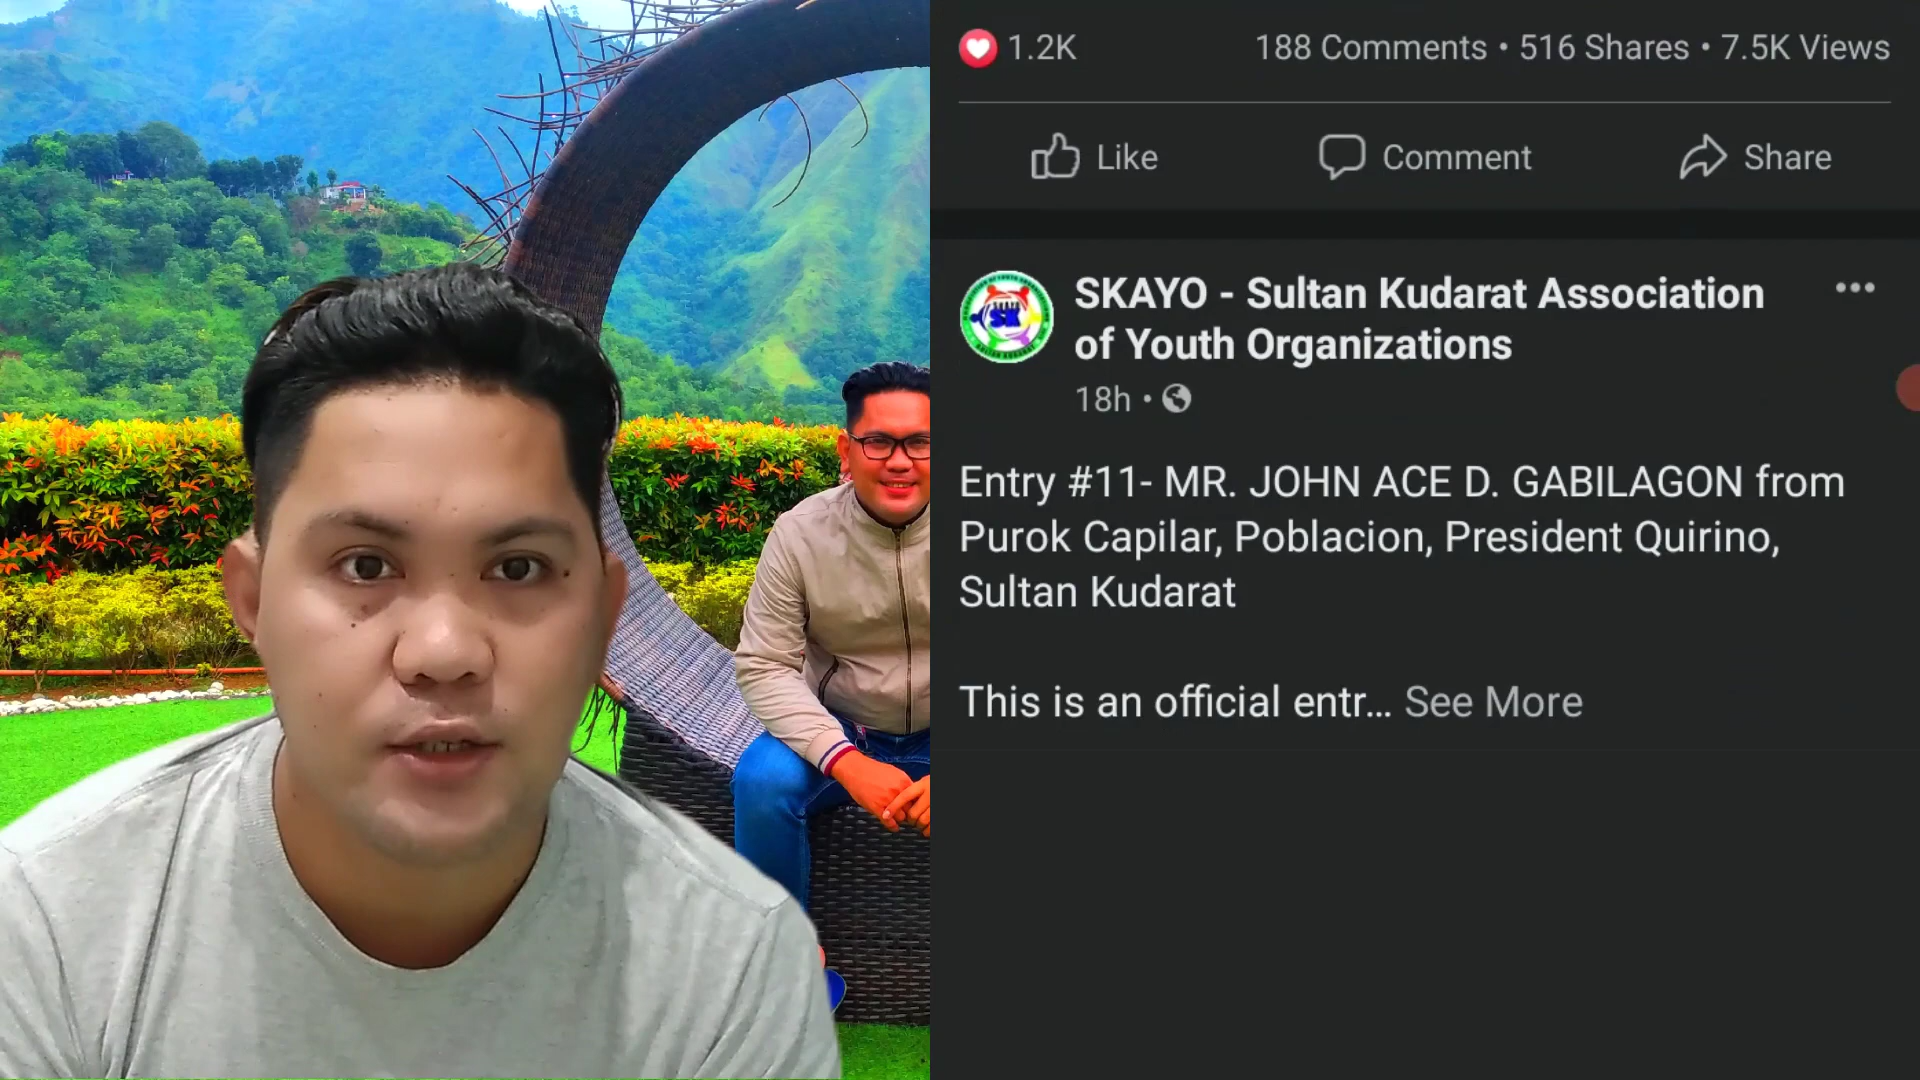 1.2K
188 Comments • 516 Shares • 7.5K Views
Like
Comment
Share
SKAYO - Sultan Kudarat Association
of Youth Organizations
18h •
Entry #11- MR. JOHN ACE D. GABILAGON from
Purok Capilar, Poblacion, President Quirino,
Sultan Kudarat
This is an official entr... See More